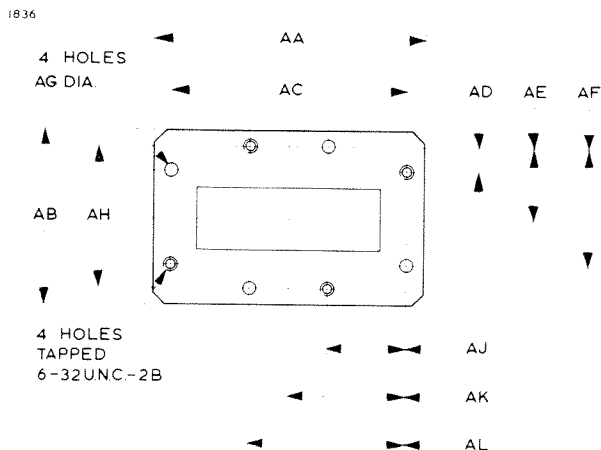 1836
AA
4 HOLES
AG DIA.
AC
AD AE AF
AB AH
4 HOLES
TAPPED
6-32U.N.C.-2B
AJ
AK
AL